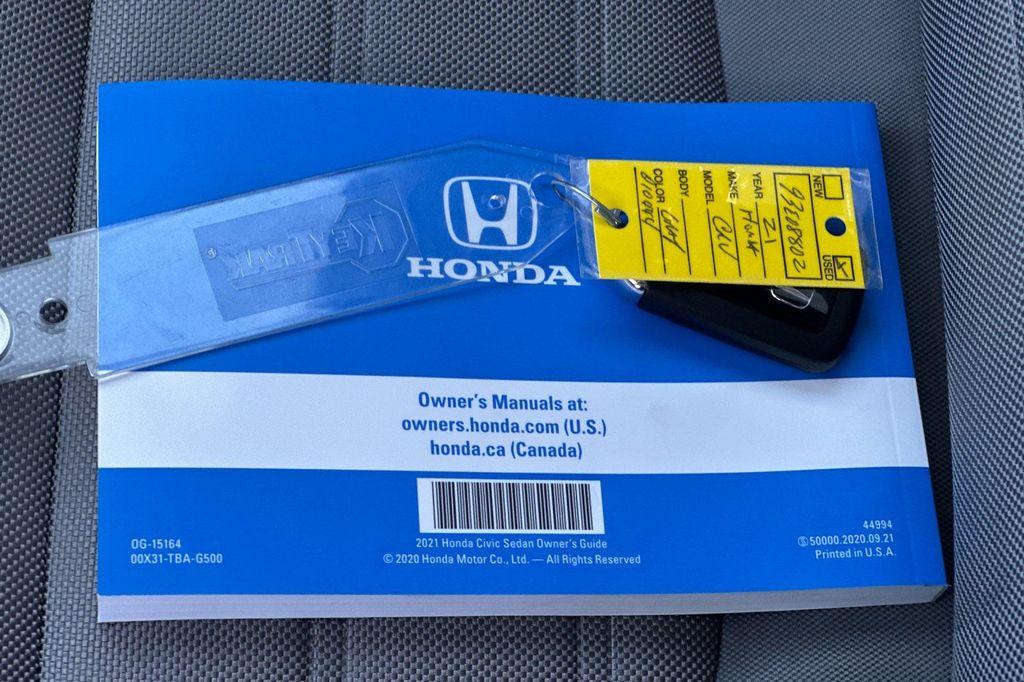 KEYBAK
®
HONDA
NEW
USED
YEAR 21
MAKE
MODEL
BODY
COLOR
Owner's Manuals at:
owners.honda.com (U.S.)
honda.ca (Canada)
2021 Honda Civic Sedan Owner's Guide
© 2020 Honda Motor Co., Ltd. — All Rights Reserved
OG-15164
00X31-TBA-G500
44994
Ⓢ50000.2020.09.21
Printed in U.S.A.